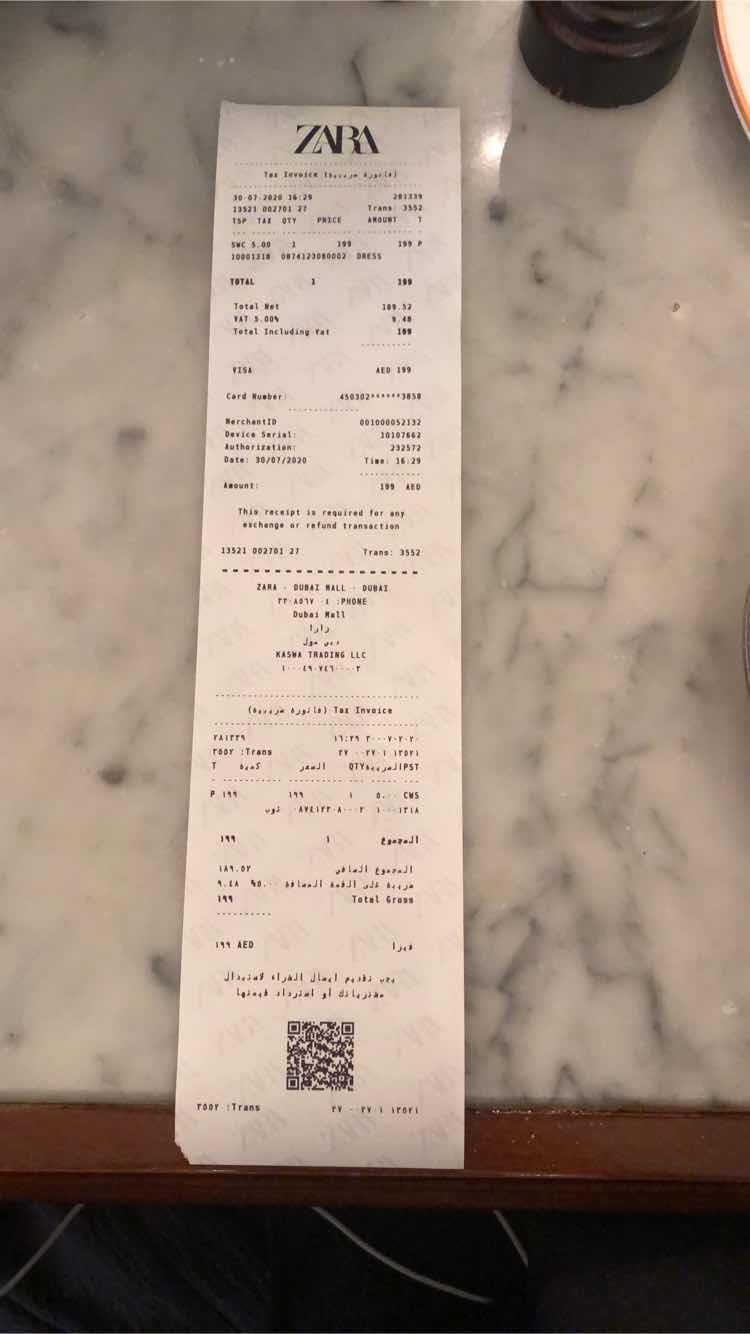 ZARA
Tax Invoice (فاتورة ضريبية)
30-07-2020 16:29 281339
13521 002701 27 Trans: 3552
TSP TAX QTY PRICE AMOUNT T
SWC 5.00 1 199 199 P
10001318 0874123080002 DRESS
TOTAL 1 199
Total Net 189.52
VAT 5.00% 9.48
Total Including Vat 199
VISA AED 199
Card Number: 450302******3858
MerchantID 001000052132
Device Serial: 10107662
Authorization: 232572
Date: 30/07/2020 Time: 16:29
Amount: 199 AED
This receipt is required for any
exchange or refund transaction
13521 002701 27 Trans: 3552
ZARA - DUBAI MALL - DUBAI
PHONE:
Dubai Mall
زارا
دبي مول
KASWA TRADING LLC
(فاتورة ضريبية) Tax Invoice
٢٨١٣٣٩ ١٦:٢٩ ٣٠-٠٧-٢٠٢٠
٣٥٥٢ :Trans ٢٧ ٠٠٢٧٠١ ١٣٥٢١
T كمية السعر QTYالضريبةPST
P ١٩٩ ١٩٩ ١ ٥.٠٠ CWS
ثوب ٠٨٧٤١٢٣٠٨٠٠٠٢ ١٠٠٠١٣١٨
المجموع ١ ١٩٩
المجموع الصافي ١٨٩.٥٢
ضريبة على القيمة المضافة ٥.٠٠% ٩.٤٨
Total Gross ١٩٩
فيزا ١٩٩ AED
يجب تقديم ايصال الشراء لاستبدال
مشترياتك أو استرداد قيمتها
٣٥٥٢ :Trans ٢٧ ٠٠٢٧٠١ ١٣٥٢١